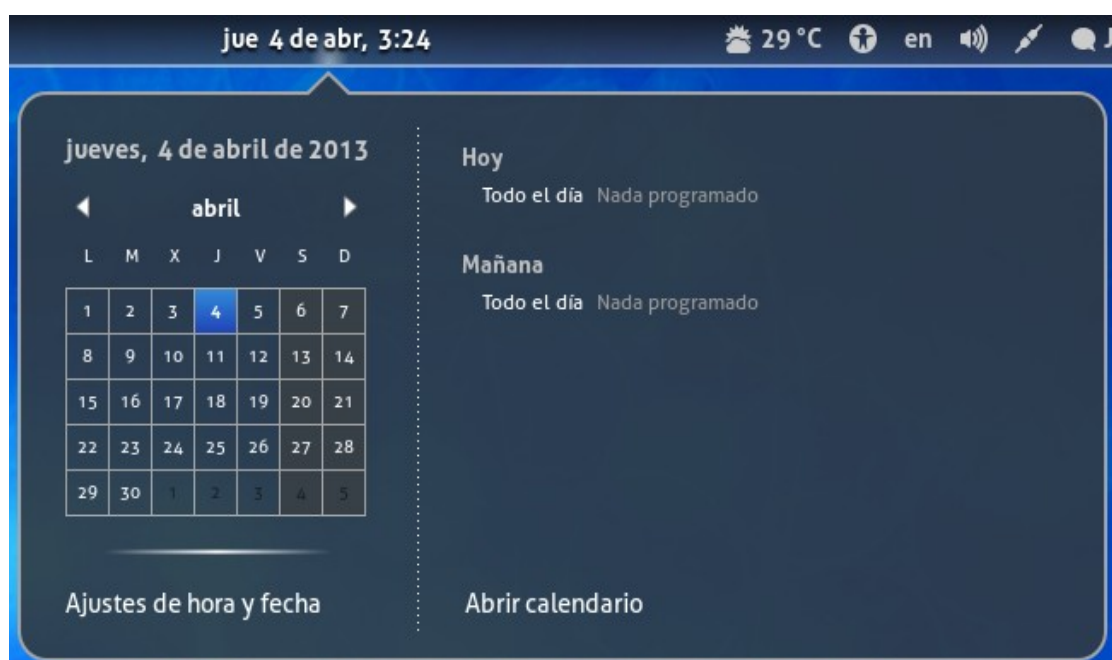 jue 4 de abr, 3:24 29 °C en J
jueves, 4 de abril de 2013
abril
L M X J V S D
1 2 3 4 5 6 7
8 9 10 11 12 13 14
15 16 17 18 19 20 21
22 23 24 25 26 27 28
29 30 1 2 3 4 5
Ajustes de hora y fecha
Hoy
Todo el día Nada programado
Mañana
Todo el día Nada programado
Abrir calendario